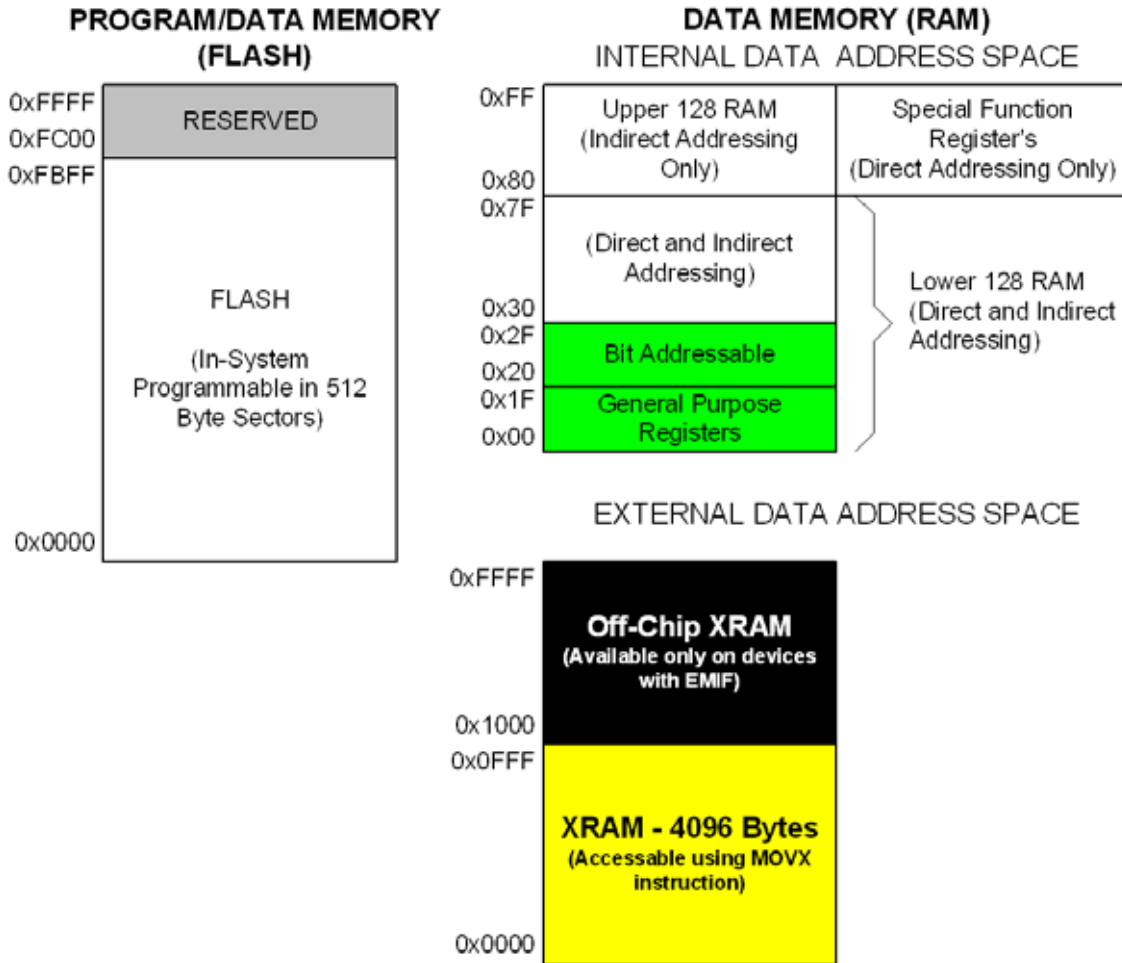 PROGRAM/DATA MEMORY
(FLASH)
0xFFFF
RESERVED
0xFC00
0xFBFF
FLASH
(In-System
Programmable in 512
Byte Sectors)
0x0000
DATA MEMORY (RAM)
INTERNAL DATA ADDRESS SPACE
0xFF
Upper 128 RAM
(Indirect Addressing
Only)
0x80
Special Function
Register's
(Direct Addressing Only)
0x7F
(Direct and Indirect
Addressing)
0x30
Lower 128 RAM
(Direct and Indirect
Addressing)
0x2F
Bit Addressable
0x20
0x1F
General Purpose
Registers
0x00
EXTERNAL DATA ADDRESS SPACE
0xFFFF
Off-Chip XRAM
(Available only on devices
with EMIF)
0x1000
0x0FFF
XRAM - 4096 Bytes
(Accessable using MOVX
instruction)
0x0000